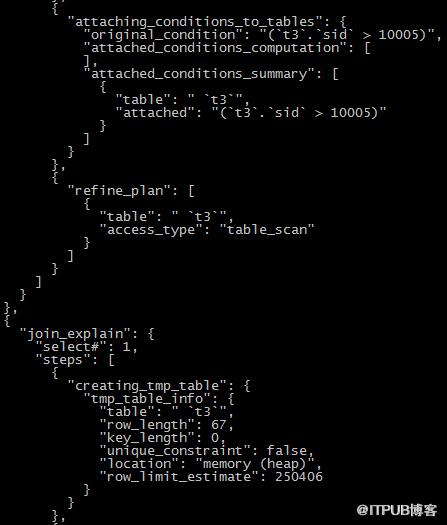 },
{
"attaching_conditions_to_tables": {
"original_condition": "(`t3`.`sid` > 10005)",
"attached_conditions_computation": [
],
"attached_conditions_summary": [
{
"table": " `t3`",
"attached": "(`t3`.`sid` > 10005)"
}
]
}
},
{
"refine_plan": [
{
"table": " `t3`",
"access_type": "table_scan"
}
]
}
]
}
},
{
"join_explain": {
"select#": 1,
"steps": [
{
"creating_tmp_table": {
"tmp_table_info": {
"table": " `t3`",
"row_length": 67,
"key_length": 0,
"unique_constraint": false,
"location": "memory (heap)",
"row_limit_estimate": 250406
}
}
},
{
@ITPUB博客